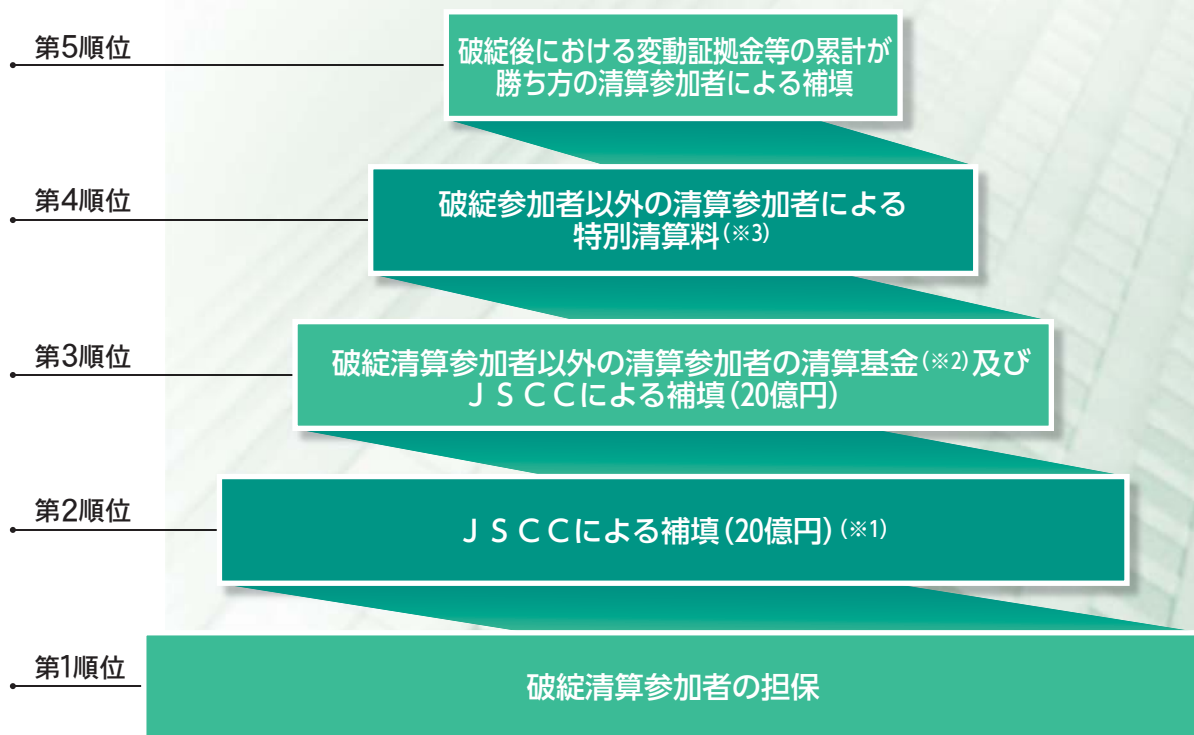 第5順位
破綻後における変動証拠金等の累計が
勝ち方の清算参加者による補填
第4順位
破綻参加者以外の清算参加者による
特別清算料(※3)
第3順位
破綻清算参加者以外の清算参加者の清算基金(※2)及び
ＪＳＣＣによる補填(20億円)
第2順位
ＪＳＣＣによる補填(20億円)(※1)
第1順位
破綻清算参加者の担保